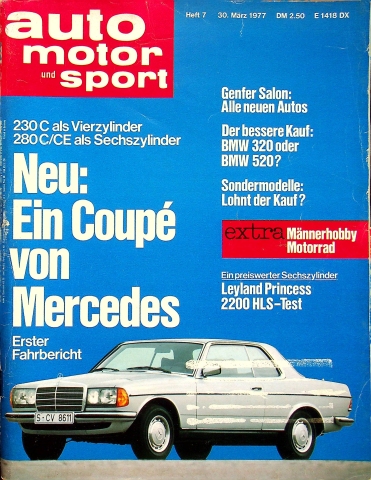 auto
motor
und sport
Heft 7 30. März 1977 DM 2.50 E 1418 DX
Genfer Salon:
Alle neuen Autos
230 C als Vierzylinder
280 C/CE als Sechszylinder
Der bessere Kauf:
BMW 320 oder
BMW 520?
Neu:
Ein Coupé
von
Mercedes
Sondermodelle:
Lohnt der Kauf?
extra Männerhobby
Motorrad
Ein preiswerter Sechszylinder
Leyland Princess
2200 HLS-Test
Erster
Fahrbericht
S-CV 8611